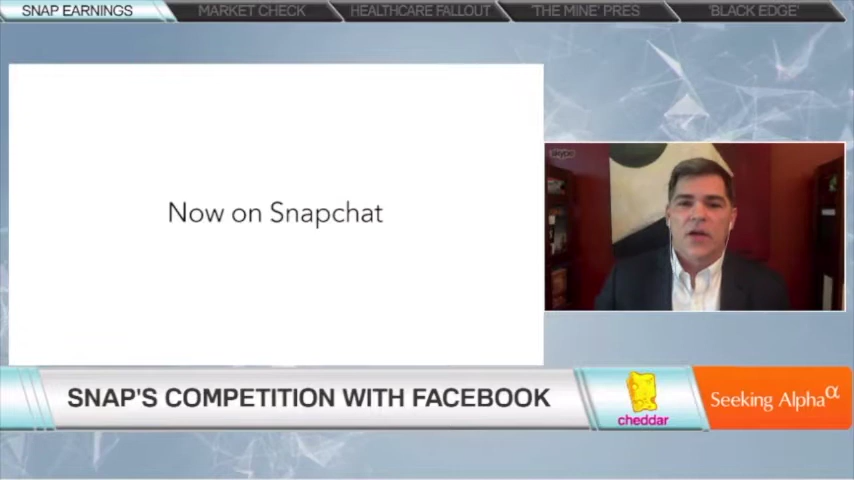 SNAP EARNINGS
MARKET CHECK
HEALTHCARE FALLOUT
'THE MINE' PRES
'BLACK EDGE'
skype
Now on Snapchat
SNAP'S COMPETITION WITH FACEBOOK
cheddar
Seeking Alpha α